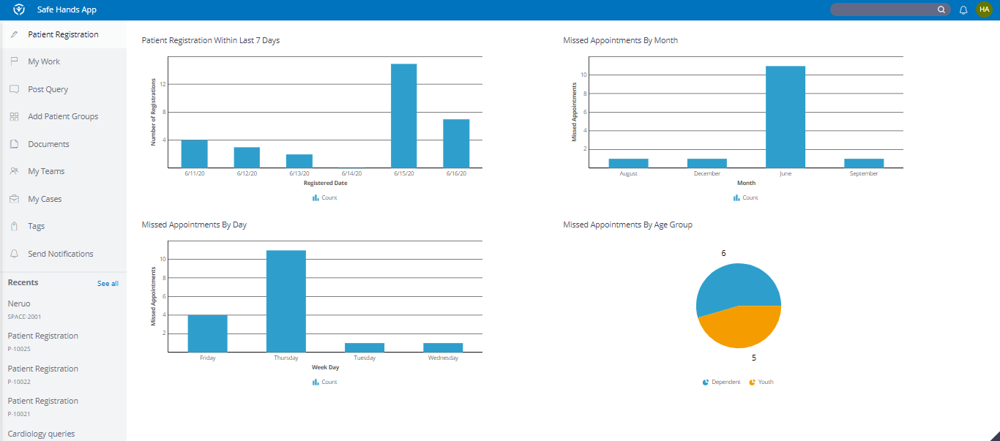 Safe Hands App
HA
Patient Registration
My Work
Post Query
Add Patient Groups
Documents
My Teams
My Cases
Tags
Send Notifications
Recents
See all
Neruo
SPACE-2001
Patient Registration
P-10025
Patient Registration
P-10022
Patient Registration
P-10021
Cardiology queries
Patient Registration Within Last 7 Days
Number of Registrations
12
8
4
6/11/20 6/12/20 6/13/20 6/14/20 6/15/20 6/16/20
Registered Date
Count
Missed Appointments By Month
Missed Appointments
10
8
6
4
2
August December June September
Month
Count
Missed Appointments By Day
Missed Appointments
10
8
6
4
2
Friday Thursday Tuesday Wednesday
Week Day
Count
Missed Appointments By Age Group
6
5
Dependent Youth